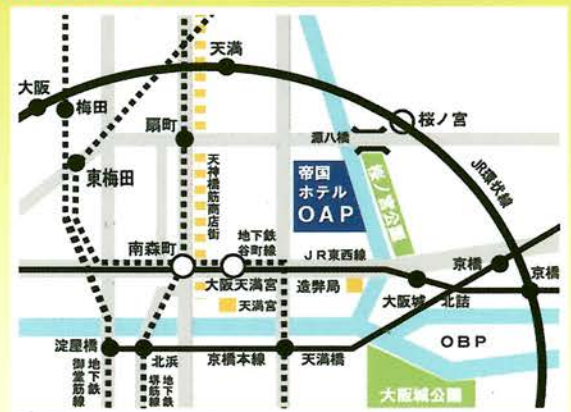 天満
大阪
梅田
桜ノ宮
源八橋
扇町
東梅田
天神橋筋商店街
帝国
ホテル
OAP
桜ノ宮公園
JR環状線
地下鉄
谷町線
南森町
JR東西線
京橋
大阪天満宮
造幣局
大阪城 北詰
京橋
天満宮
淀屋橋
北浜
京橋本線
天満橋
OBP
地下鉄
御堂筋線
地下鉄
堺筋線
大阪城公園